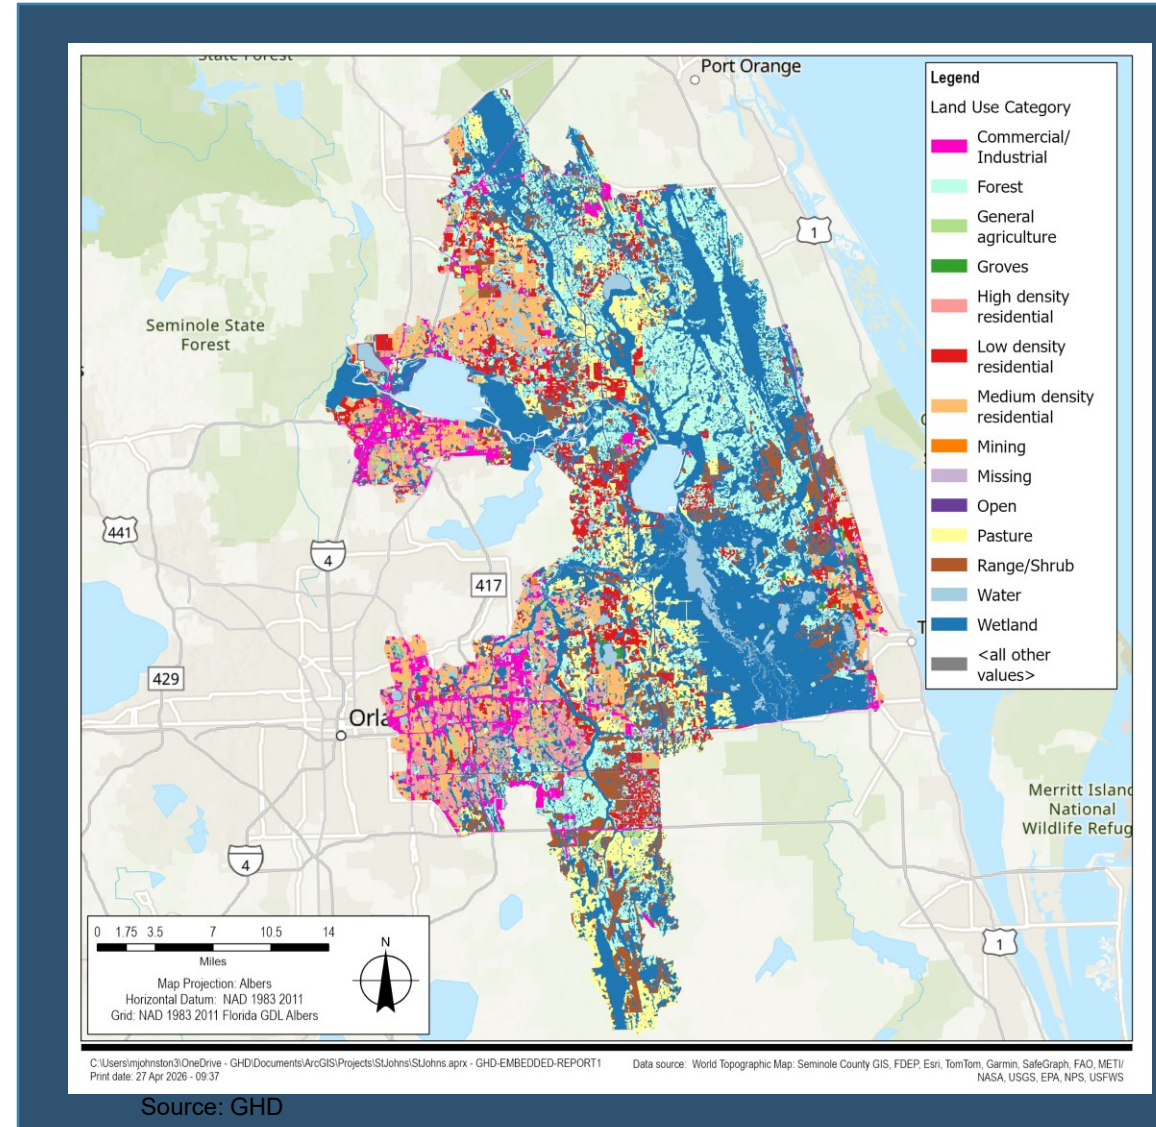 State Forest
Port Orange
Legend
Land Use Category
Commercial/
Industrial
Forest
General
agriculture
Groves
High density
residential
Low density
residential
Medium density
residential
Mining
Missing
Open
Pasture
Range/Shrub
Water
Wetland
<all other
values>
1
Seminole State
Forest
441
4
417
429
Orla
T
4
Merritt Island
National
Wildlife Refug
1
0 1.75 3.5 7 10.5 14
Miles
Map Projection: Albers
Horizontal Datum: NAD 1983 2011
Grid: NAD 1983 2011 Florida GDL Albers
N
C:\Users\mjohnston3\OneDrive - GHD\Documents\ArcGIS\Projects\StJohns\StJohns.aprx - GHD-EMBEDDED-REPORT1
Print date: 27 Apr 2026 - 09:37
Data source: World Topographic Map: Seminole County GIS, FDEP, Esri, TomTom, Garmin, SafeGraph, FAO, METI/
NASA, USGS, EPA, NPS, USFWS
Source: GHD